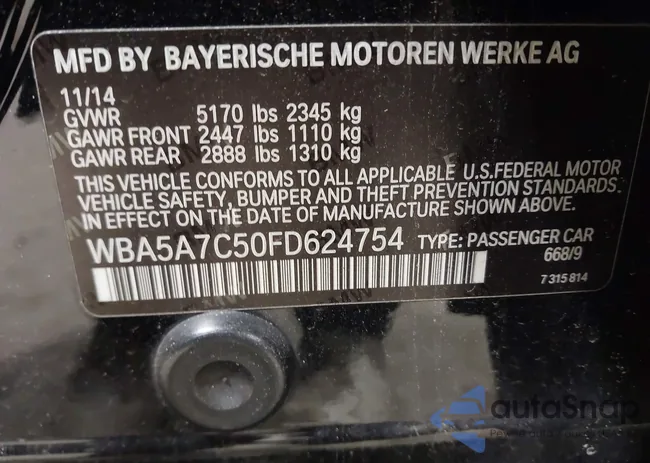 MFD BY BAYERISCHE MOTOREN WERKE AG
11/14
GVWR 5170 lbs 2345 kg
GAWR FRONT 2447 lbs 1110 kg
GAWR REAR 2888 lbs 1310 kg
THIS VEHICLE CONFORMS TO ALL APPLICABLE U.S.FEDERAL MOTOR
VEHICLE SAFETY, BUMPER AND THEFT PREVENTION STANDARDS.
IN EFFECT ON THE DATE OF MANUFACTURE SHOWN ABOVE.
WBA5A7C50FD624754 TYPE: PASSENGER CAR
668/9
7 315 814
autoSnap